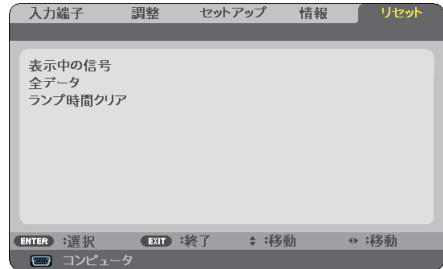 入力端子 調整 セットアップ 情報 リセット
表示中の信号
全データ
ランプ時間クリア
ENTER :選択 EXIT :終了 :移動 :移動
コンピュータ